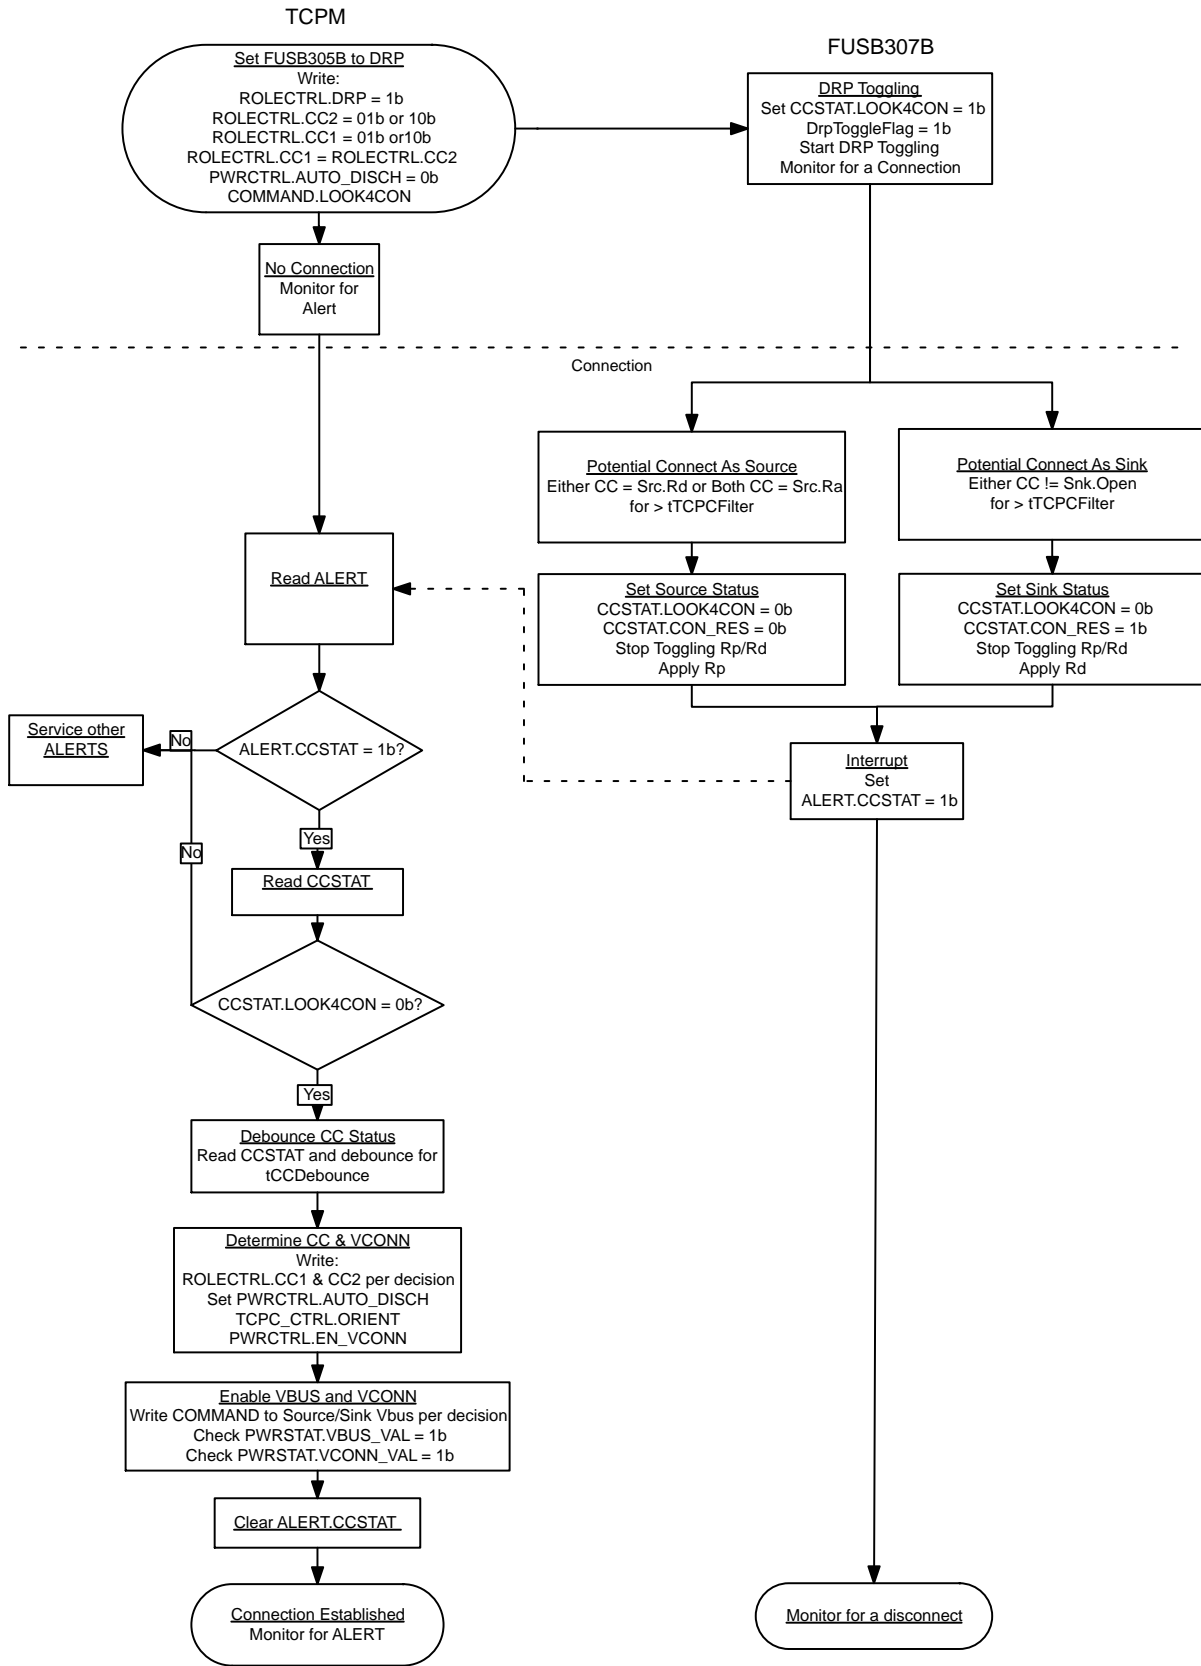 TCPM
FUSB307B
Set FUSB305B to DRP
Write:
ROLECTRL.DRP = 1b
ROLECTRL.CC2 = 01b or 10b
ROLECTRL.CC1 = 01b or10b
ROLECTRL.CC1 = ROLECTRL.CC2
PWRCTRL.AUTO_DISCH = 0b
COMMAND.LOOK4CON
DRP Toggling
Set CCSTAT.LOOK4CON = 1b
DrpToggleFlag = 1b
Start DRP Toggling
Monitor for a Connection
No Connection
Monitor for
Alert
Connection
Potential Connect As Source
Either CC = Src.Rd or Both CC = Src.Ra
for > tTCPCFilter
Potential Connect As Sink
Either CC != Snk.Open
for > tTCPCFilter
Read ALERT
Set Source Status
CCSTAT.LOOK4CON = 0b
CCSTAT.CON_RES = 0b
Stop Toggling Rp/Rd
Apply Rp
Set Sink Status
CCSTAT.LOOK4CON = 0b
CCSTAT.CON_RES = 1b
Stop Toggling Rp/Rd
Apply Rd
Service other
ALERTS
No
ALERT.CCSTAT = 1b?
Interrupt
Set
ALERT.CCSTAT = 1b
Yes
No
Read CCSTAT
CCSTAT.LOOK4CON = 0b?
Yes
Debounce CC Status
Read CCSTAT and debounce for
tCCDebounce
Determine CC & VCONN
Write:
ROLECTRL.CC1 & CC2 per decision
Set PWRCTRL.AUTO_DISCH
TCPC_CTRL.ORIENT
PWRCTRL.EN_VCONN
Enable VBUS and VCONN
Write COMMAND to Source/Sink Vbus per decision
Check PWRSTAT.VBUS_VAL = 1b
Check PWRSTAT.VCONN_VAL = 1b
Clear ALERT.CCSTAT
Connection Established
Monitor for ALERT
Monitor for a disconnect